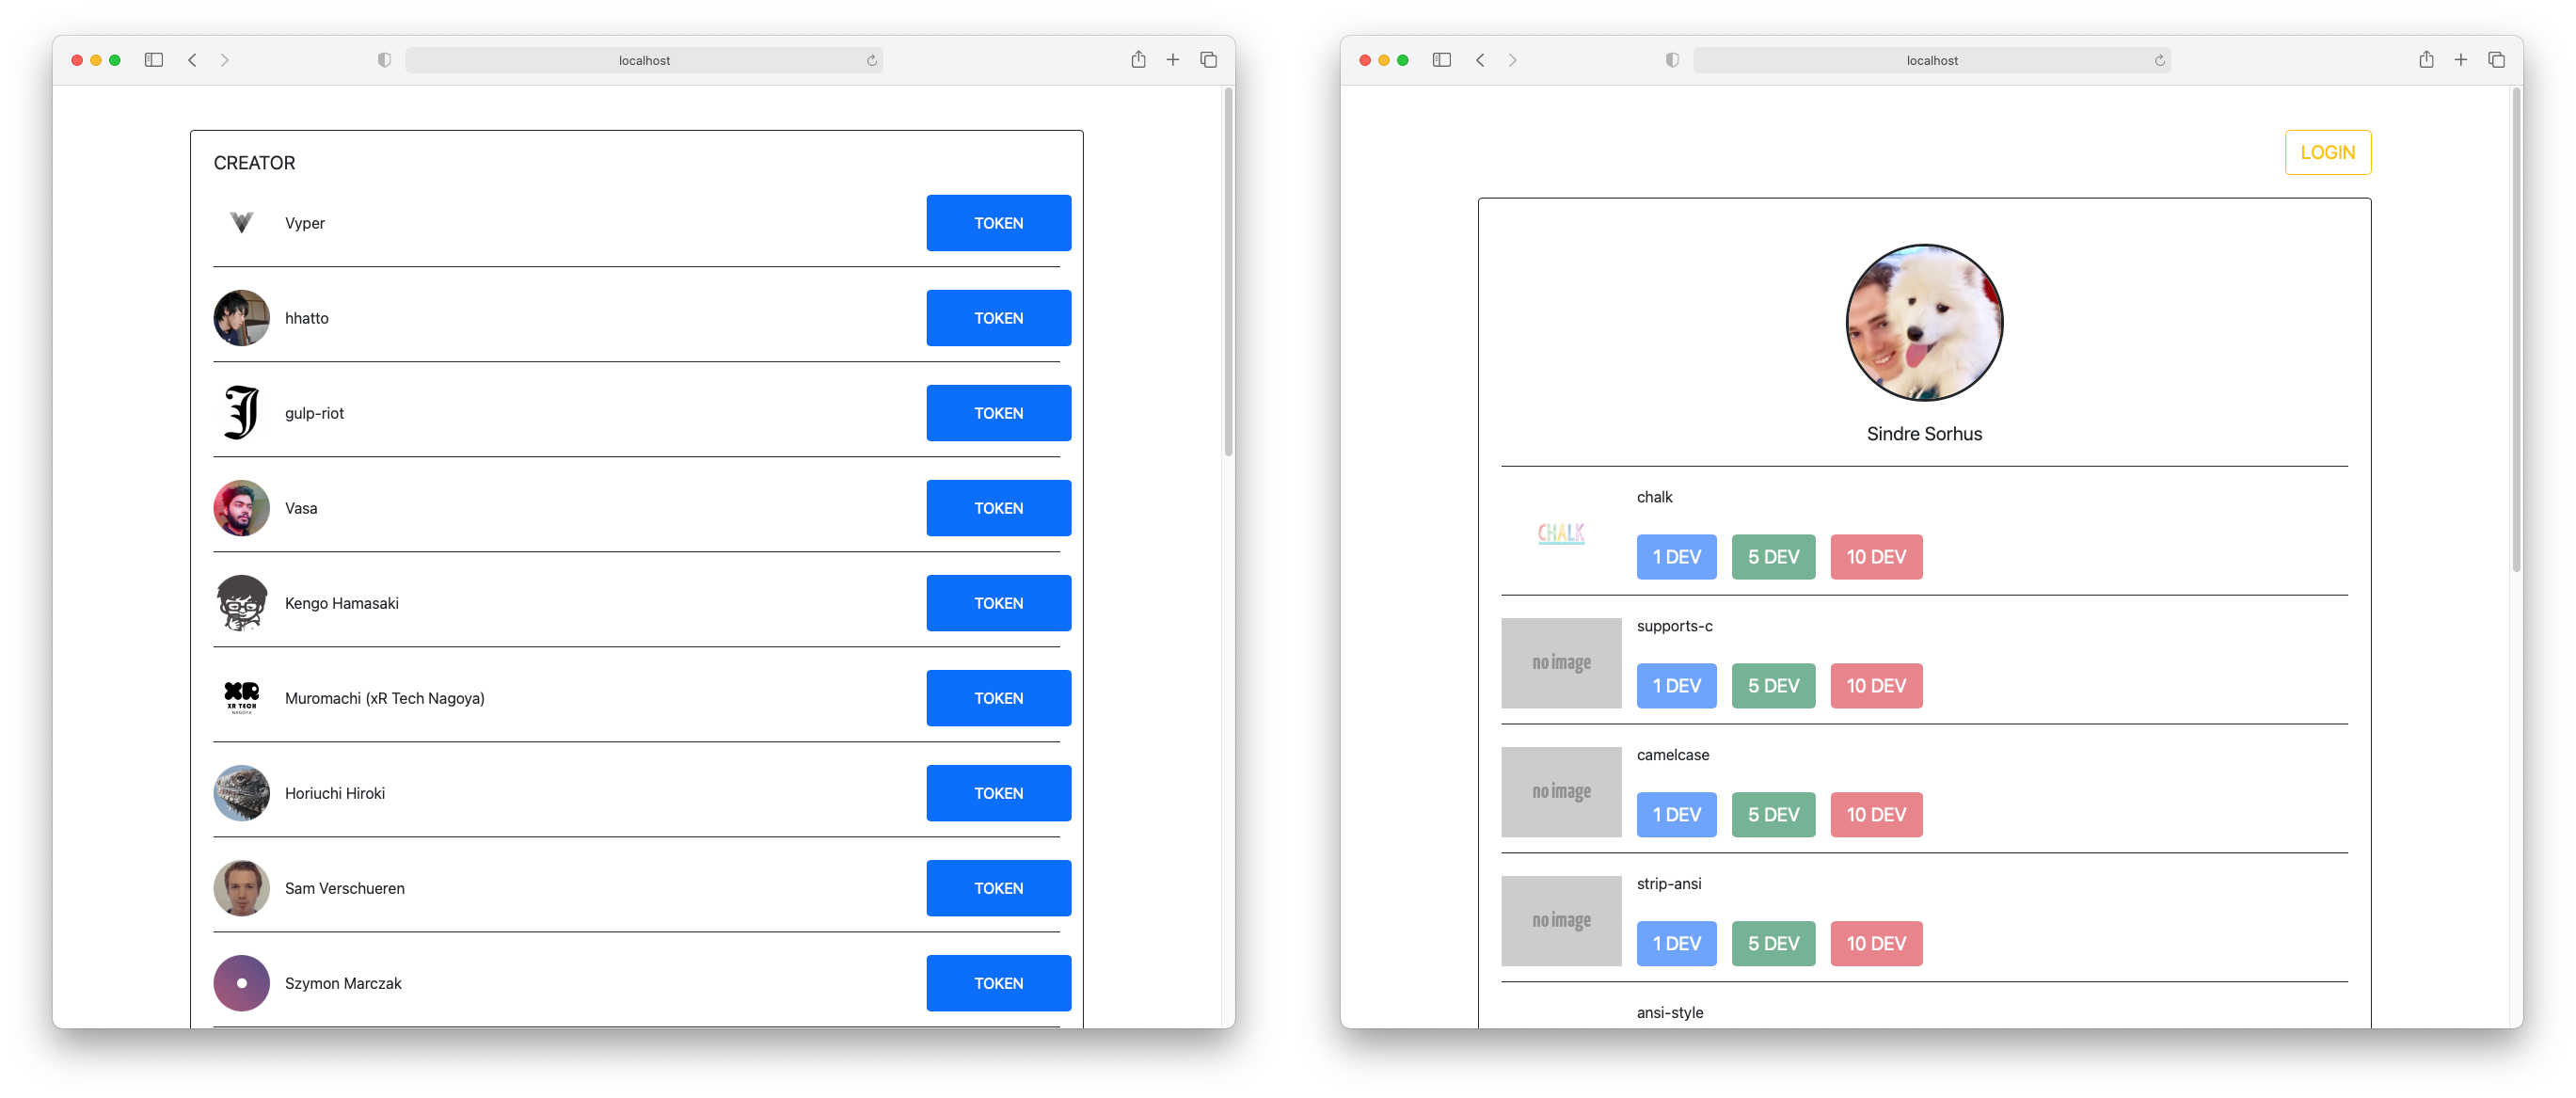 localhost
CREATOR
Vyper
TOKEN
hhatto
TOKEN
gulp-riot
TOKEN
Vasa
TOKEN
Kengo Hamasaki
TOKEN
XR
XR TECH
NAGOYA
Muromachi (xR Tech Nagoya)
TOKEN
Horiuchi Hiroki
TOKEN
Sam Verschueren
TOKEN
Szymon Marczak
TOKEN
localhost
LOGIN
Sindre Sorhus
chalk
CHALK
1 DEV
5 DEV
10 DEV
supports-c
no image
1 DEV
5 DEV
10 DEV
camelcase
no image
1 DEV
5 DEV
10 DEV
strip-ansi
no image
1 DEV
5 DEV
10 DEV
ansi-style